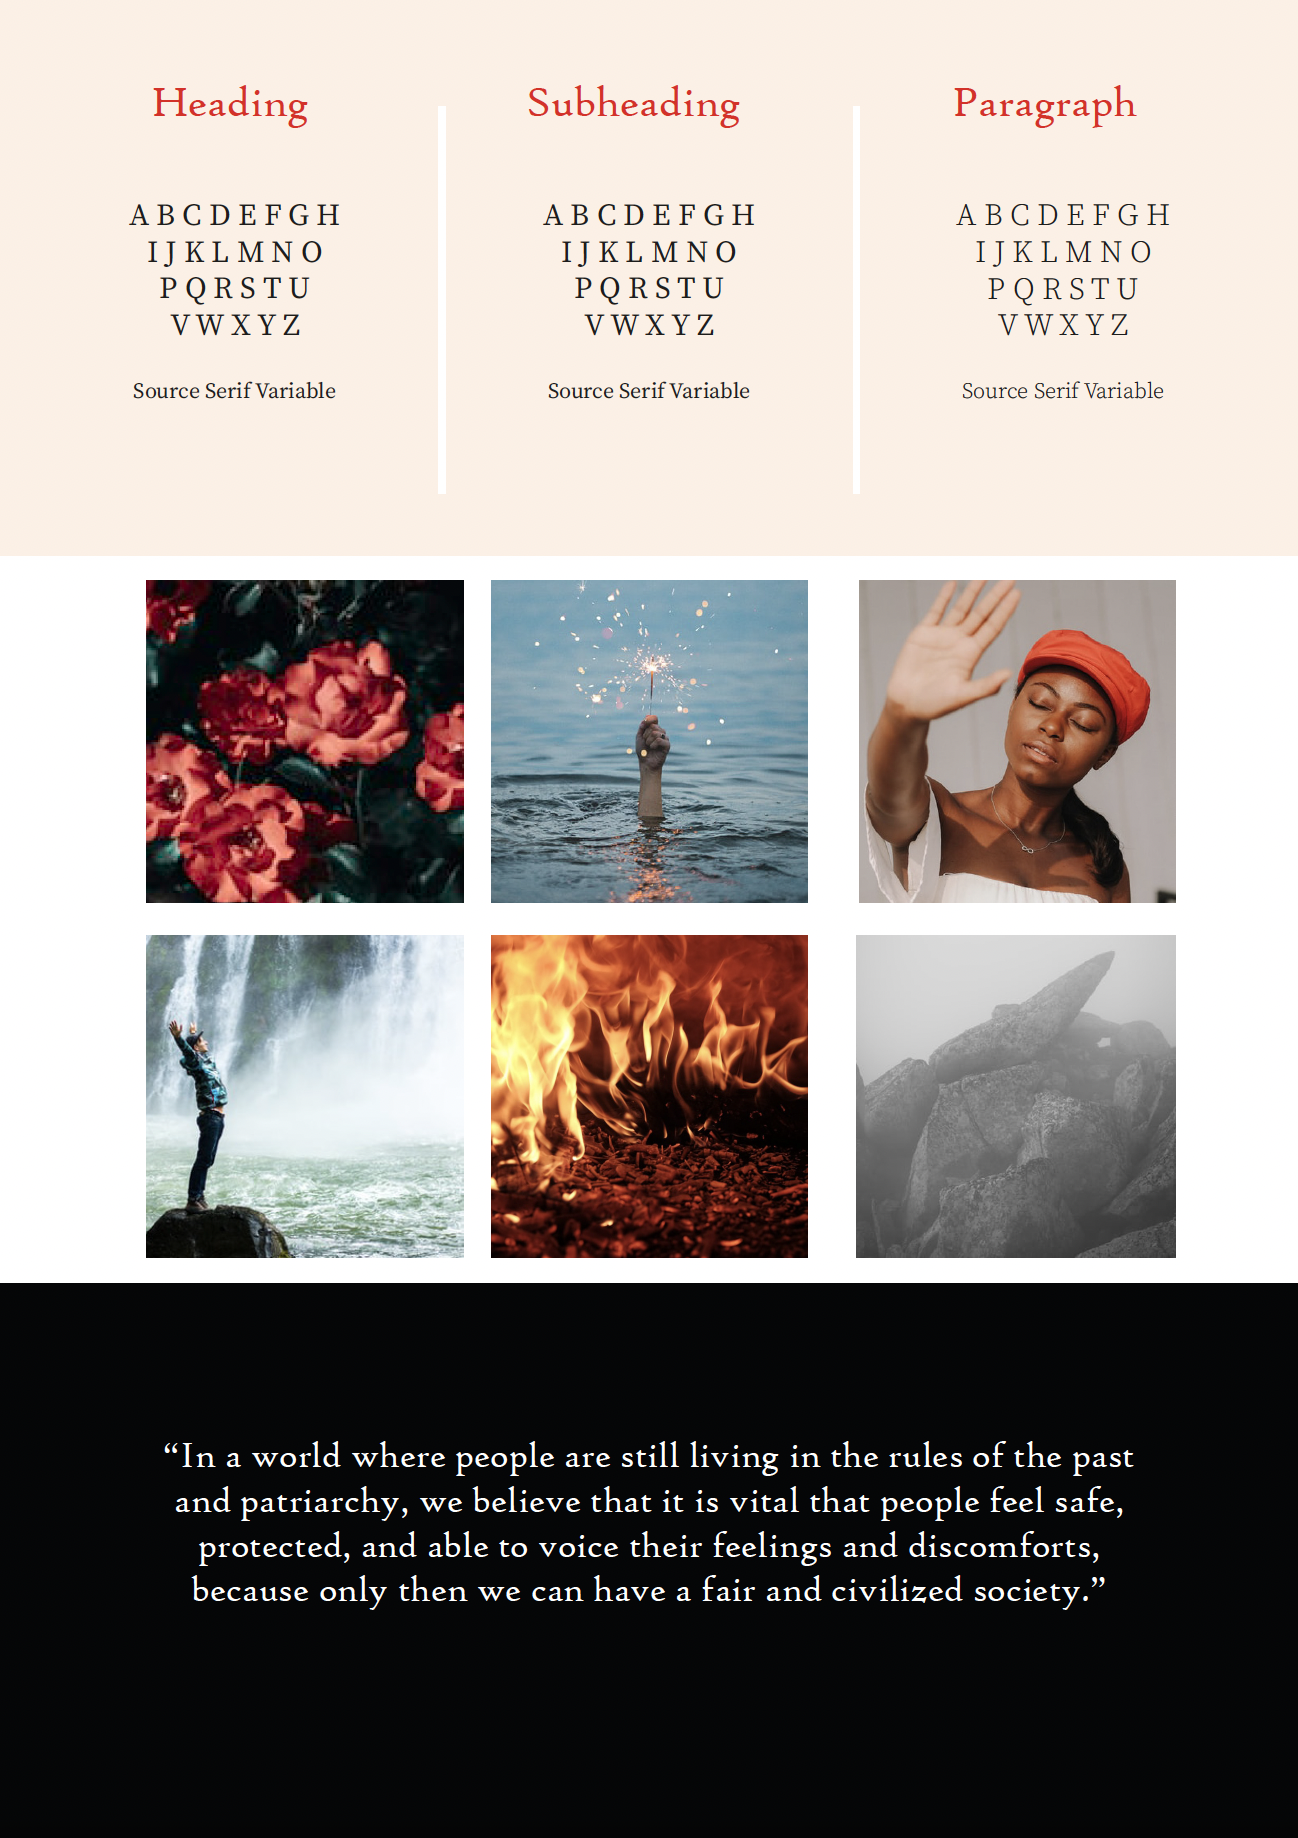 Heading
A B C D E F G H
I J K L M N O
P Q R S T U
V W X Y Z
Source Serif Variable
Subheading
A B C D E F G H
I J K L M N O
P Q R S T U
V W X Y Z
Source Serif Variable
Paragraph
A B C D E F G H
I J K L M N O
P Q R S T U
V W X Y Z
Source Serif Variable
“In a world where people are still living in the rules of the past
and patriarchy, we believe that it is vital that people feel safe,
protected, and able to voice their feelings and discomforts,
because only then we can have a fair and civilized society.”